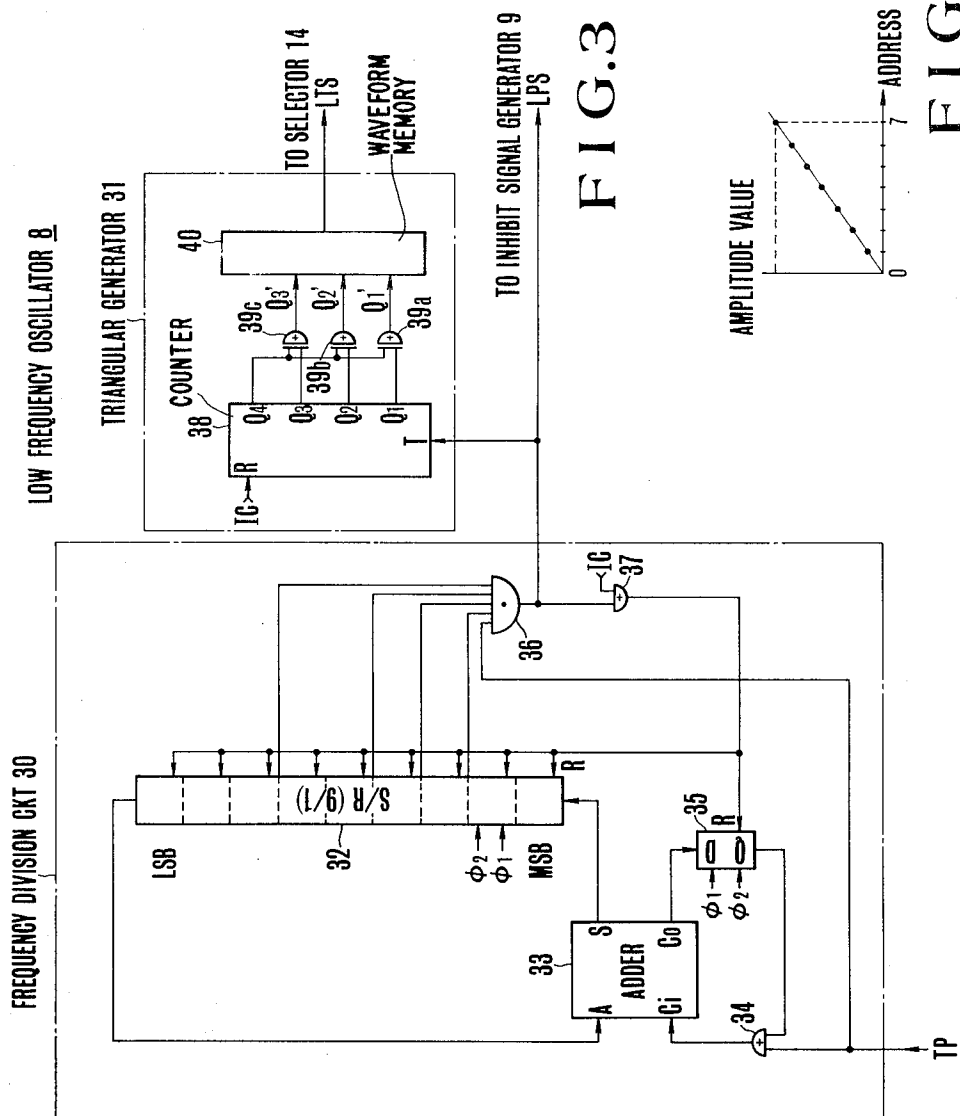 LOW FREQUENCY OSCILLATOR 8
FREQUENCY DIVISION CKT 30
LSB
S/R (9/1)
32
φ2
φ1
MSB
R
33
A
S
ADDER
Ci
Co
35
R
φ1
D
φ2
Q
34
TP
36
IC
37
TRIANGULAR GENERATOR 31
COUNTER
38
IC
R
Q4
Q3
Q2
Q1
T
39c
39b
39a
Q3'
Q2'
Q1'
40
WAVEFORM
MEMORY
TO SELECTOR 14
LTS
TO INHIBIT SIGNAL GENERATOR 9
LPS
FIG.3
AMPLITUDE VALUE
0
7
ADDRESS
FIG